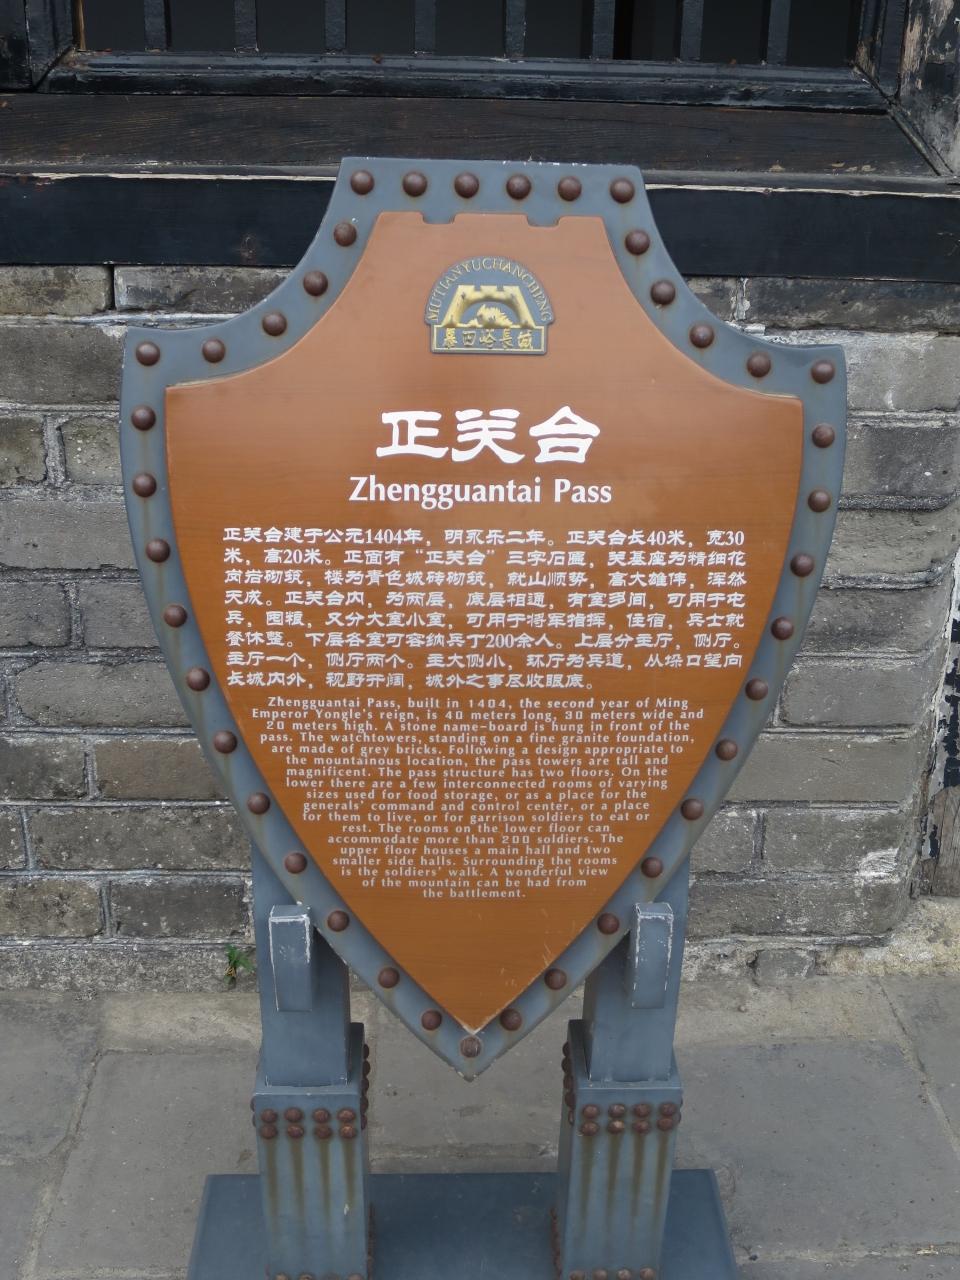 MUTIANYUCHANGCHENG
慕田峪長城
正关台
Zhengguantai Pass
正关台建于公元1404年，明永乐二年。正关台长40米，宽30
米，高20米。正面有“正关台”三字石匾，关基座为精细花
岗岩砌筑，楼为青色城砖砌筑，就山顺势，高大雄伟，浑然
天成。正关台内，为两层，底层相通，有室多间，可用于屯
兵，囤粮，又分大室小室，可用于将军指挥，住宿，兵士就
餐休整。下层各室可容纳兵丁200余人。上层分主厅，侧厅。
主厅一个，侧厅两个。主大侧小，环厅为兵道，从垛口望向
长城内外，视野开阔，城外之事尽收眼底。
Zhengguantai Pass, built in 1404, the second year of Ming
Emperor Yongle's reign, is 40 meters long, 30 meters wide and
20 meters high. A stone name-board is hung in front of the
pass. The watchtowers, standing on a fine granite foundation,
are made of grey bricks. Following a design appropriate to
the mountainous location, the pass towers are tall and
magnificent. The pass structure has two floors. On the
lower there are a few interconnected rooms of varying
sizes used for food storage, or as a place for the
generals' command and control center, or a place
for them to live, or for garrison soldiers to eat or
rest. The rooms on the lower floor can
accommodate more than 200 soldiers. The
upper floor houses a main hall and two
smaller side halls. Surrounding the rooms
is the soldiers' walk. A wonderful view
of the mountain can be had from
the battlement.